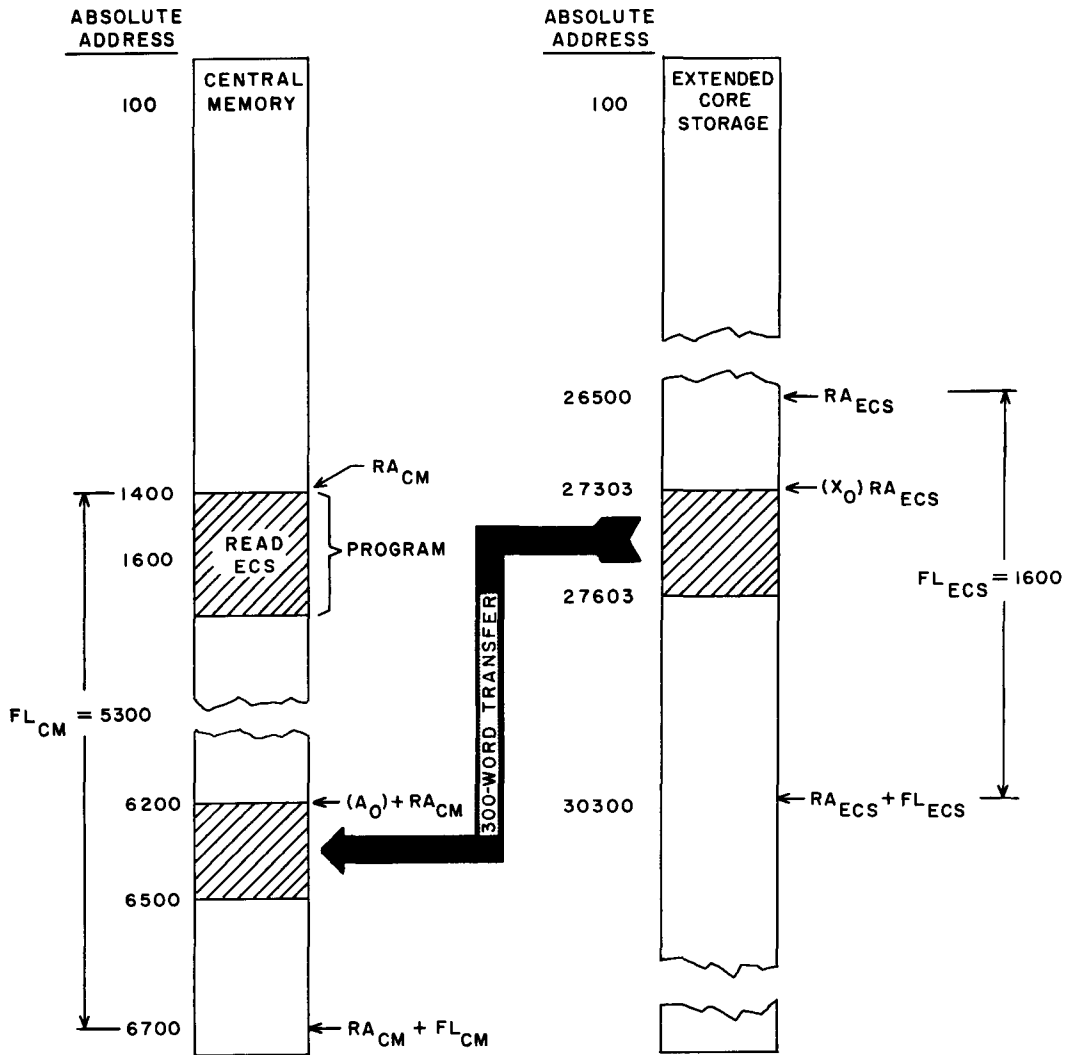 ABSOLUTE
ADDRESS
CENTRAL
MEMORY
100
RA CM
1400
READ
ECS
PROGRAM
1600
FL CM = 5300
6200
(A0) + RA CM
6500
6700
RA CM + FL CM
300-WORD TRANSFER
ABSOLUTE
ADDRESS
EXTENDED
CORE
STORAGE
100
26500
RA ECS
27303
(X0) RA ECS
27603
FL ECS = 1600
30300
RA ECS + FL ECS